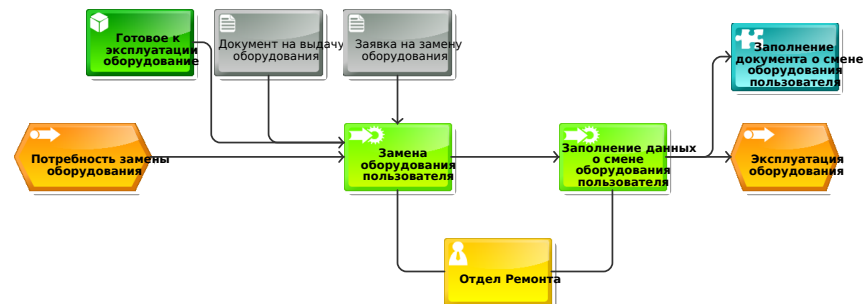 Готовое к
эксплуатации
оборудование
Документ на выдачу
оборудования
Заявка на замену
оборудования
Заполнение
документа о смене
оборудования
пользователя
Потребность замены
оборудования
Замена
оборудования
пользователя
Заполнение данных
о смене
оборудования
пользователя
Эксплуатация
оборудования
Отдел Ремонта